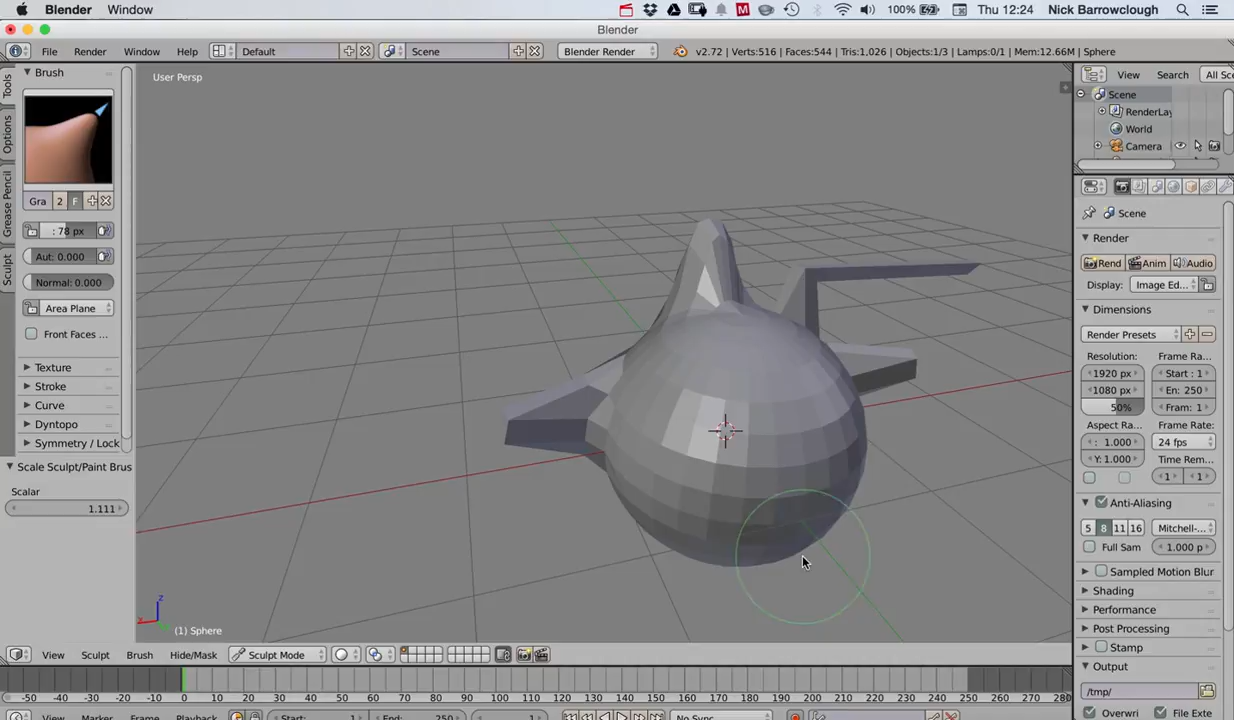 Blender Window 100% Thu 12:24 Nick Barrowclough
Blender
File Render Window Help Default Scene Blender Render v2.72 | Verts:516 | Faces:544 | Tris:1,026 | Objects:1/3 | Lamps:0/1 | Mem:12.66M | Sphere
Tools
Options
Grease Pencil
Sculpt
Brush
Gra 2 F
: 78 px
Aut: 0.000
Normal: 0.000
Area Plane
Front Faces ...
Texture
Stroke
Curve
Dyntopo
Symmetry / Lock
Scale Sculpt/Paint Brus
Scalar
1.111
User Persp
z
x
(1) Sphere
View Search All Sce
Scene
RenderLay
World
Camera
Scene
Render
Rend Anim Audio
Display: Image Ed...
Dimensions
Render Presets
Resolution: Frame Ra...
1920 px Start : 1
1080 px En: 250
50% Fram: 1
Aspect Ra... Frame Rate:
: 1.000 24 fps
Y: 1.000 Time Rem...
1 1
Anti-Aliasing
5 8 11 16 Mitchell-...
Full Sam 1.000 p
Sampled Motion Blur
Shading
Performance
Post Processing
Stamp
Output
/tmp/
Overwri File Exte
View Sculpt Brush Hide/Mask Sculpt Mode
-50 -40 -30 -20 -10 0 10 20 30 40 50 60 70 80 90 100 110 120 130 140 150 160 170 180 190 200 210 220 230 240 250 260 270 280
View Marker Frame Playback Start: 1 End: 250 1 No Sync